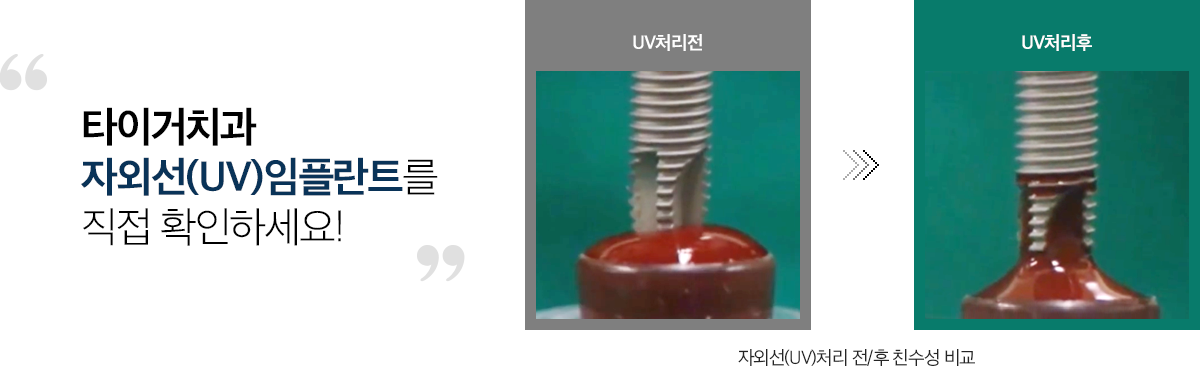 타이거치과
자외선(UV)임플란트를
직접 확인하세요!
UV처리전
UV처리후
자외선(UV)처리 전/후 친수성 비교